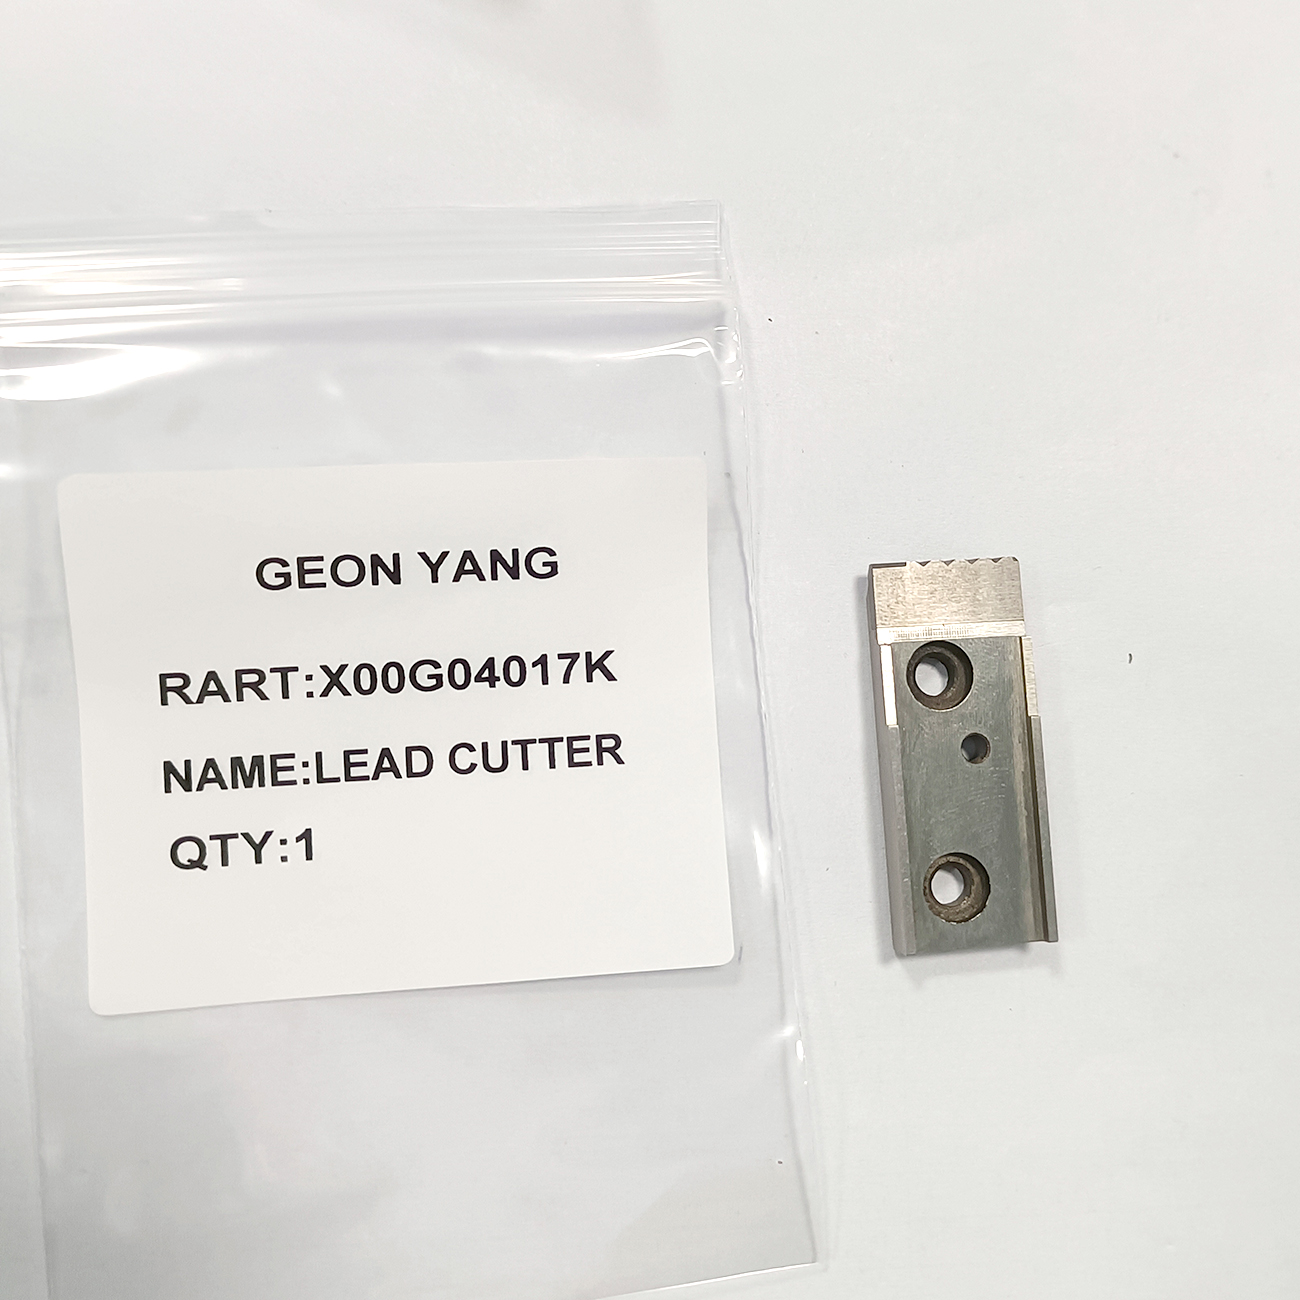 GEON YANG
RART:X00G04017K
NAME:LEAD CUTTER
QTY:1